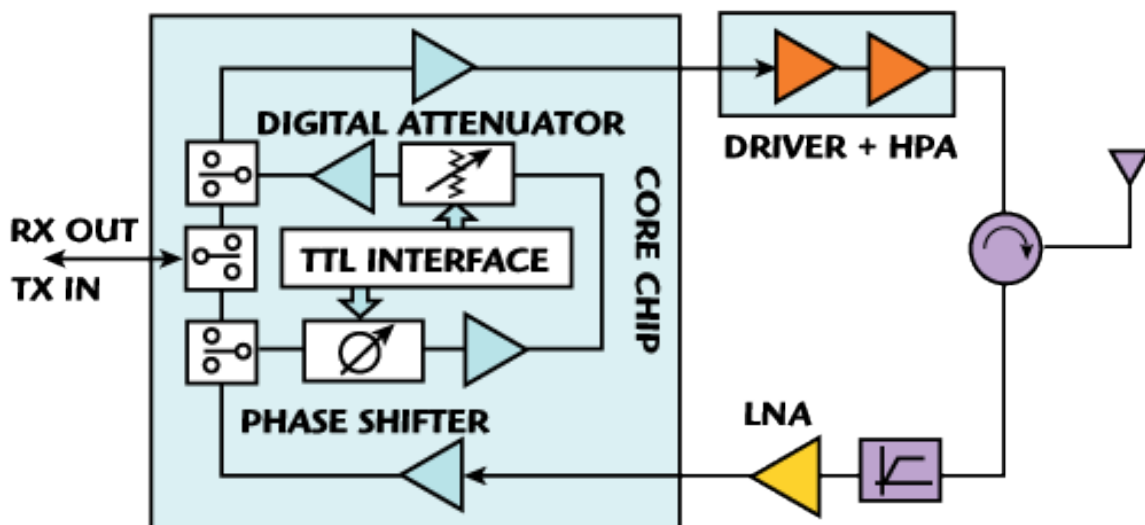 DIGITAL ATTENUATOR
DRIVER + HPA
CORE CHIP
RX OUT
TX IN
TTL INTERFACE
PHASE SHIFTER
LNA